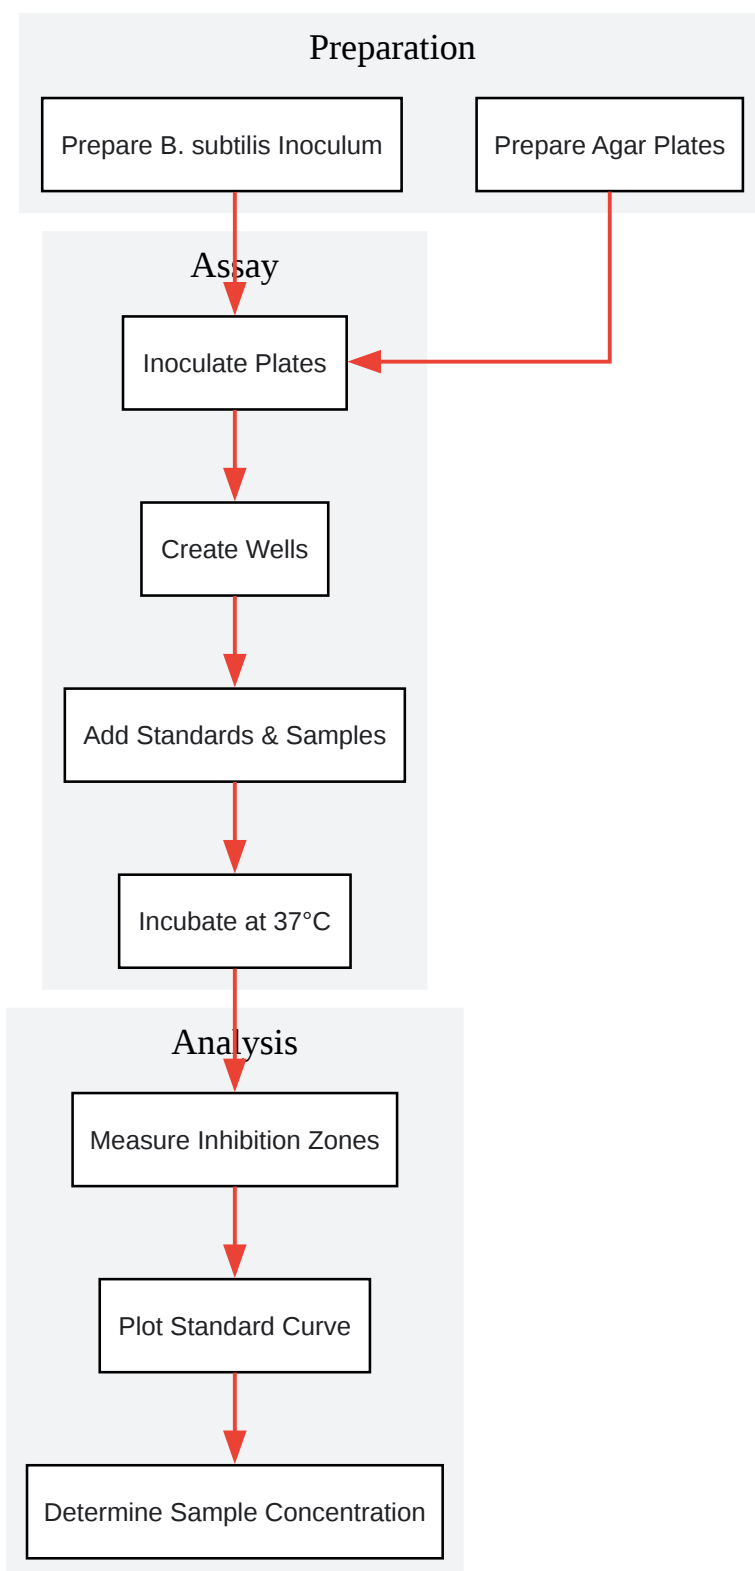 Preparation
Prepare B. subtilis Inoculum
Prepare Agar Plates
Assay
Inoculate Plates
Create Wells
Add Standards & Samples
Incubate at 37°C
Analysis
Measure Inhibition Zones
Plot Standard Curve
Determine Sample Concentration